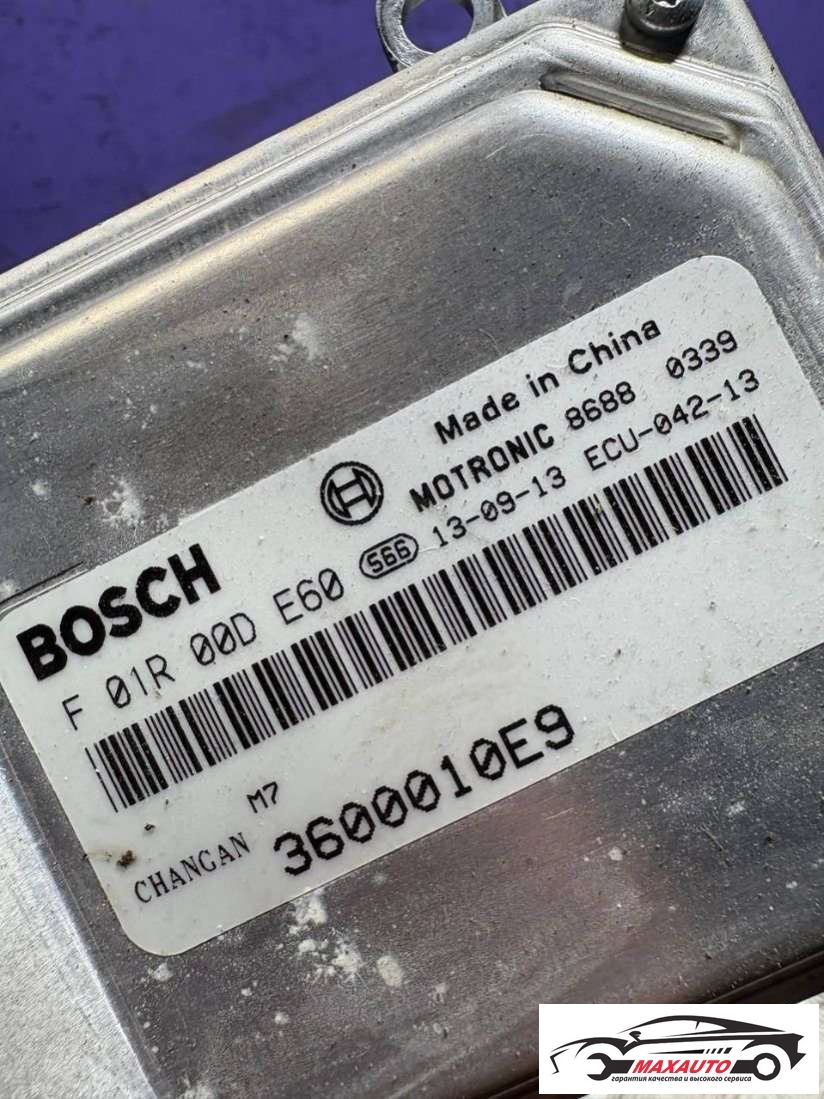 Made in China
MOTRONIC 8688 0339
BOSCH
F 01R 00D E60 566 13-09-13 ECU-042-13
M7
CHANGAN 3600010E9
MAXAUTO
гарантия качества и высокого сервиса